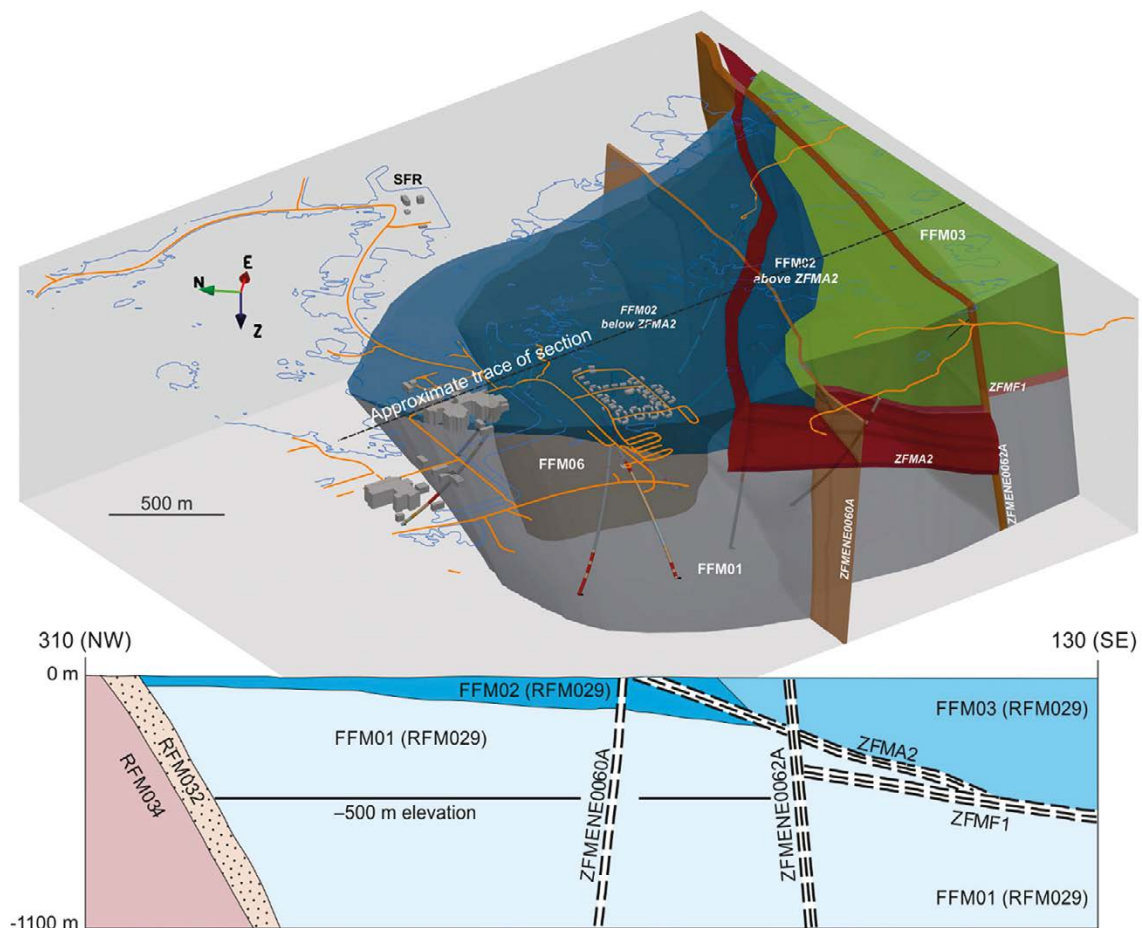 SFR
N
E
Z
FFM03
FFM02
above ZFMA2
FFM02
below ZFMA2
Approximate trace of section
ZFMF1
ZFMA2
FFM06
FFM01
ZFMENE0060A
ZFMENE0062A
500 m
310 (NW)
130 (SE)
0 m
FFM02 (RFM029)
FFM03 (RFM029)
FFM01 (RFM029)
ZFMA2
RFM032
RFM034
ZFMENE0060A
ZFMENE0062A
ZFMF1
–500 m elevation
FFM01 (RFM029)
-1100 m